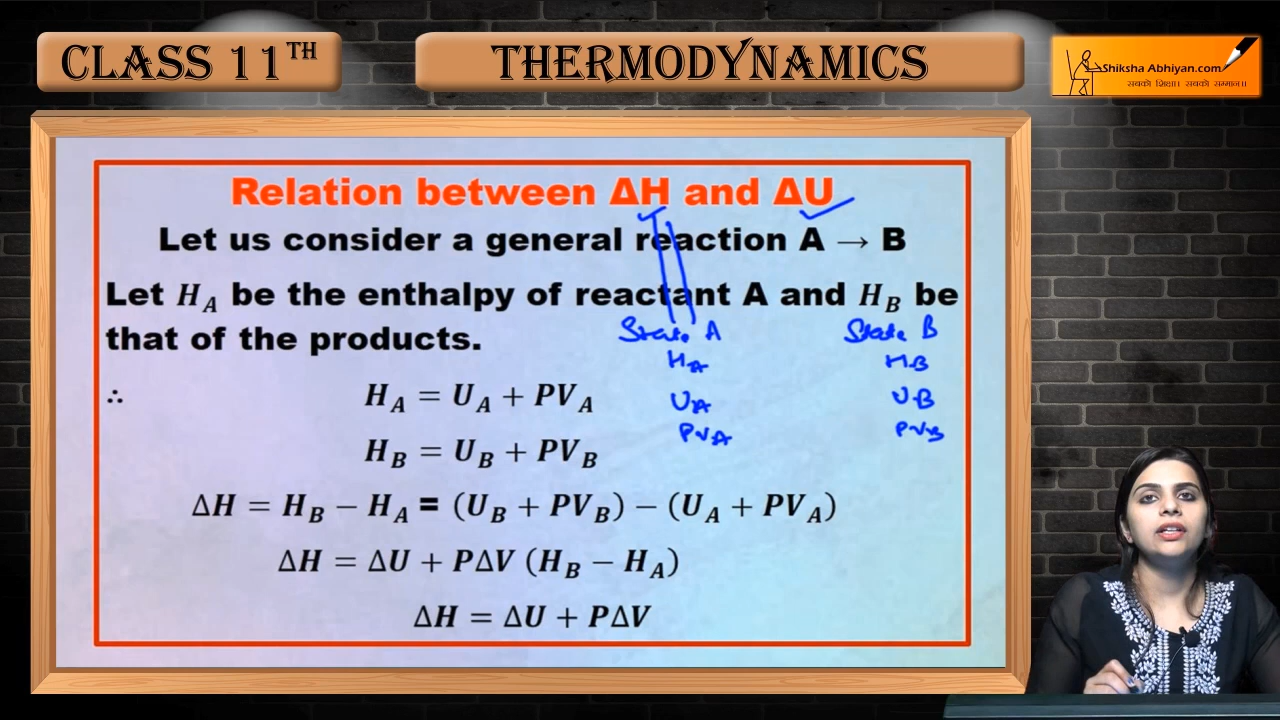 CLASS 11TH
THERMODYNAMICS
Shiksha Abhiyan.com
सबको शिक्षा। सबको सम्मान।।
Relation between ΔH and ΔU
Let us consider a general reaction A → B
Let H_A be the enthalpy of reactant A and H_B be
that of the products.
State A State B
H_A H_B
U_A U_B
PV_A PV_B
∴ H_A = U_A + PV_A
H_B = U_B + PV_B
ΔH = H_B − H_A = (U_B + PV_B) − (U_A + PV_A)
ΔH = ΔU + PΔV (H_B − H_A)
ΔH = ΔU + PΔV